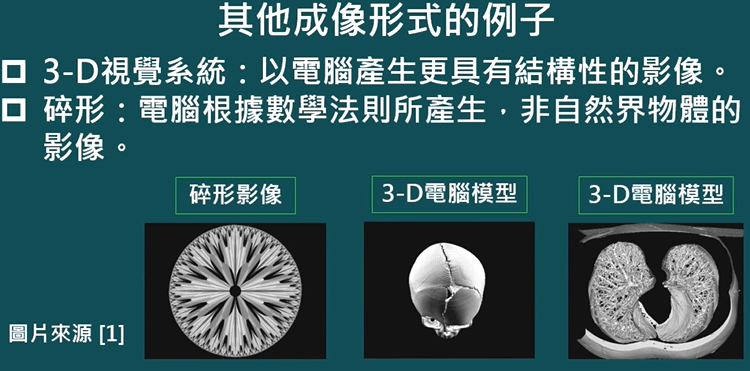 其他成像形式的例子
3-D視覺系統：以電腦產生更具有結構性的影像。
碎形：電腦根據數學法則所產生，非自然界物體的
影像。
碎形影像
3-D電腦模型
3-D電腦模型
圖片來源 [1]